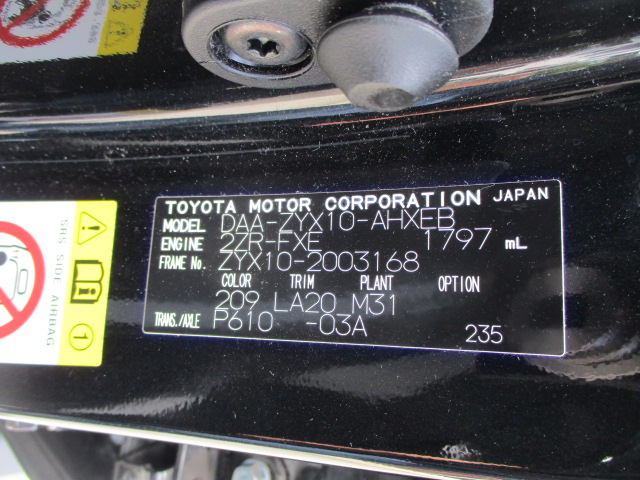 TOYOTA MOTOR CORPORATION JAPAN
MODEL DAA-ZYX10-AHXEB
ENGINE 2ZR-FXE 1797 mL
FRAME No. ZYX10-2003168
COLOR TRIM PLANT OPTION
209 LA20 M31
TRANS./AXLE P610 -03A 235
SRS SIDE AIRBAG
1